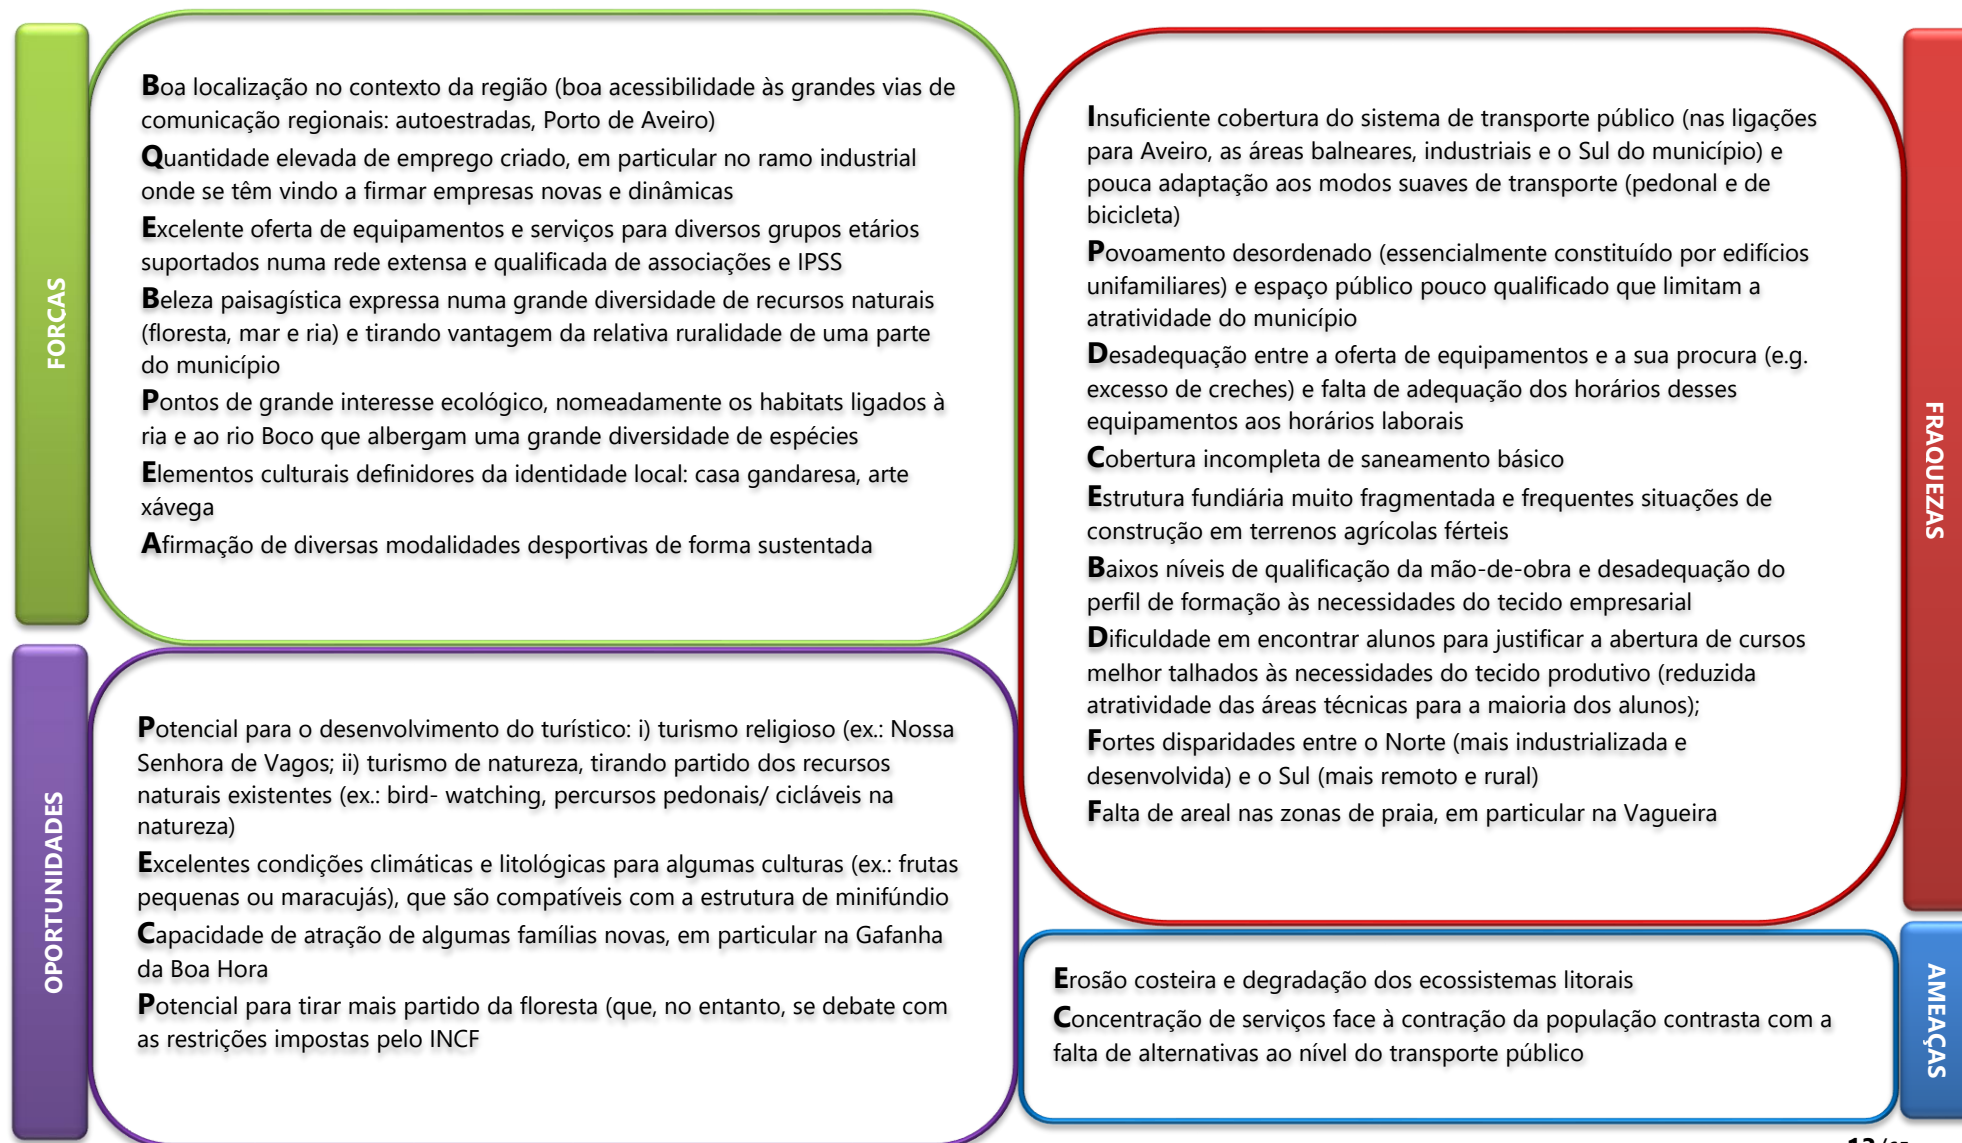 FORÇAS
Boa localização no contexto da região (boa acessibilidade às grandes vias de
comunicação regionais: autoestradas, Porto de Aveiro)
Quantidade elevada de emprego criado, em particular no ramo industrial
onde se têm vindo a firmar empresas novas e dinâmicas
Excelente oferta de equipamentos e serviços para diversos grupos etários
suportados numa rede extensa e qualificada de associações e IPSS
Beleza paisagística expressa numa grande diversidade de recursos naturais
(floresta, mar e ria) e tirando vantagem da relativa ruralidade de uma parte
do município
Pontos de grande interesse ecológico, nomeadamente os habitats ligados à
ria e ao rio Boco que albergam uma grande diversidade de espécies
Elementos culturais definidores da identidade local: casa gandaresa, arte
xávega
Afirmação de diversas modalidades desportivas de forma sustentada
FRAQUEZAS
Insuficiente cobertura do sistema de transporte público (nas ligações
para Aveiro, as áreas balneares, industriais e o Sul do município) e
pouca adaptação aos modos suaves de transporte (pedonal e de
bicicleta)
Povoamento desordenado (essencialmente constituído por edifícios
unifamiliares) e espaço público pouco qualificado que limitam a
atratividade do município
Desadequação entre a oferta de equipamentos e a sua procura (e.g.
excesso de creches) e falta de adequação dos horários desses
equipamentos aos horários laborais
Cobertura incompleta de saneamento básico
Estrutura fundiária muito fragmentada e frequentes situações de
construção em terrenos agrícolas férteis
Baixos níveis de qualificação da mão-de-obra e desadequação do
perfil de formação às necessidades do tecido empresarial
Dificuldade em encontrar alunos para justificar a abertura de cursos
melhor talhados às necessidades do tecido produtivo (reduzida
atratividade das áreas técnicas para a maioria dos alunos);
Fortes disparidades entre o Norte (mais industrializada e
desenvolvida) e o Sul (mais remoto e rural)
Falta de areal nas zonas de praia, em particular na Vagueira
OPORTUNIDADES
Potencial para o desenvolvimento do turístico: i) turismo religioso (ex.: Nossa
Senhora de Vagos; ii) turismo de natureza, tirando partido dos recursos
naturais existentes (ex.: bird- watching, percursos pedonais/ cicláveis na
natureza)
Excelentes condições climáticas e litológicas para algumas culturas (ex.: frutas
pequenas ou maracujás), que são compatíveis com a estrutura de minifúndio
Capacidade de atração de algumas famílias novas, em particular na Gafanha
da Boa Hora
Potencial para tirar mais partido da floresta (que, no entanto, se debate com
as restrições impostas pelo INCF
AMEAÇAS
Erosão costeira e degradação dos ecossistemas litorais
Concentração de serviços face à contração da população contrasta com a
falta de alternativas ao nível do transporte público